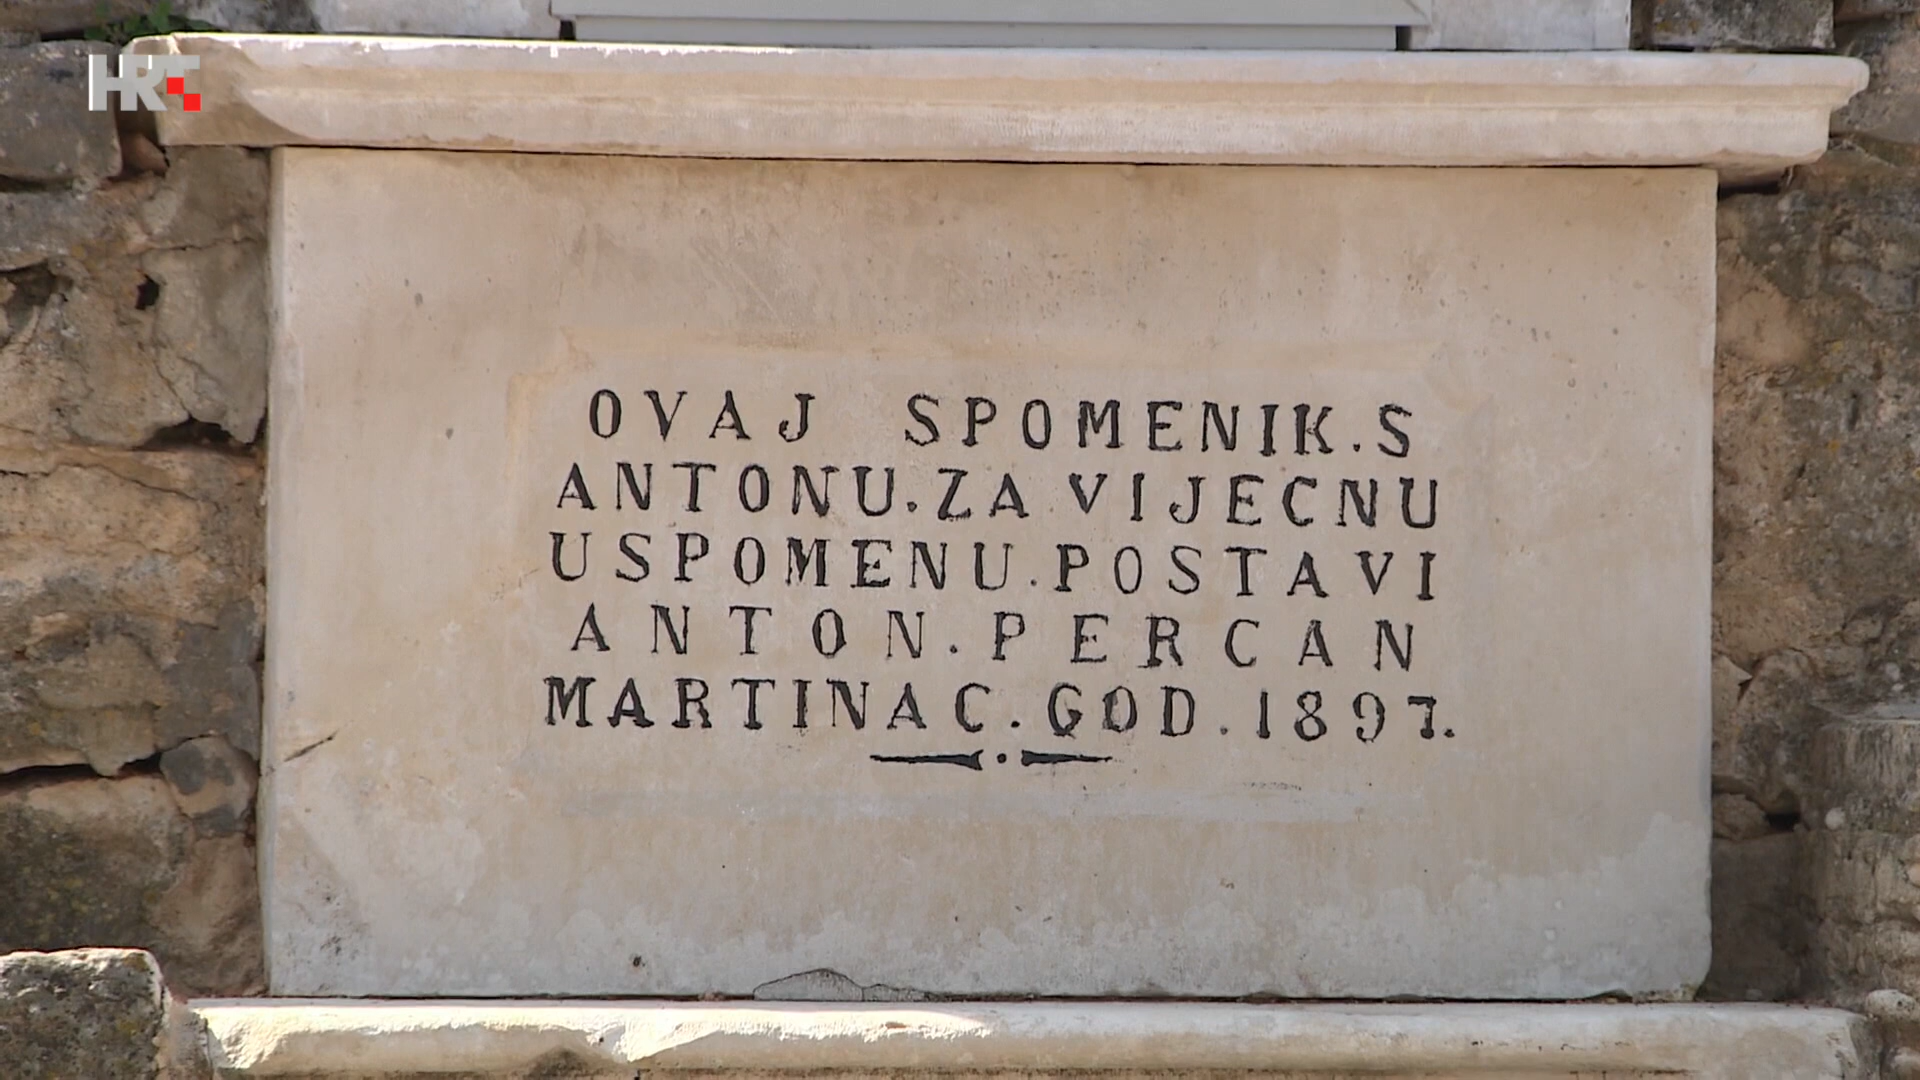 HRT
OVAJ SPOMENIK.S
ANTONU.ZA VIJECNU
USPOMENU.POSTAVI
ANTON.PERCAN
MARTINAC.GOD.1897.